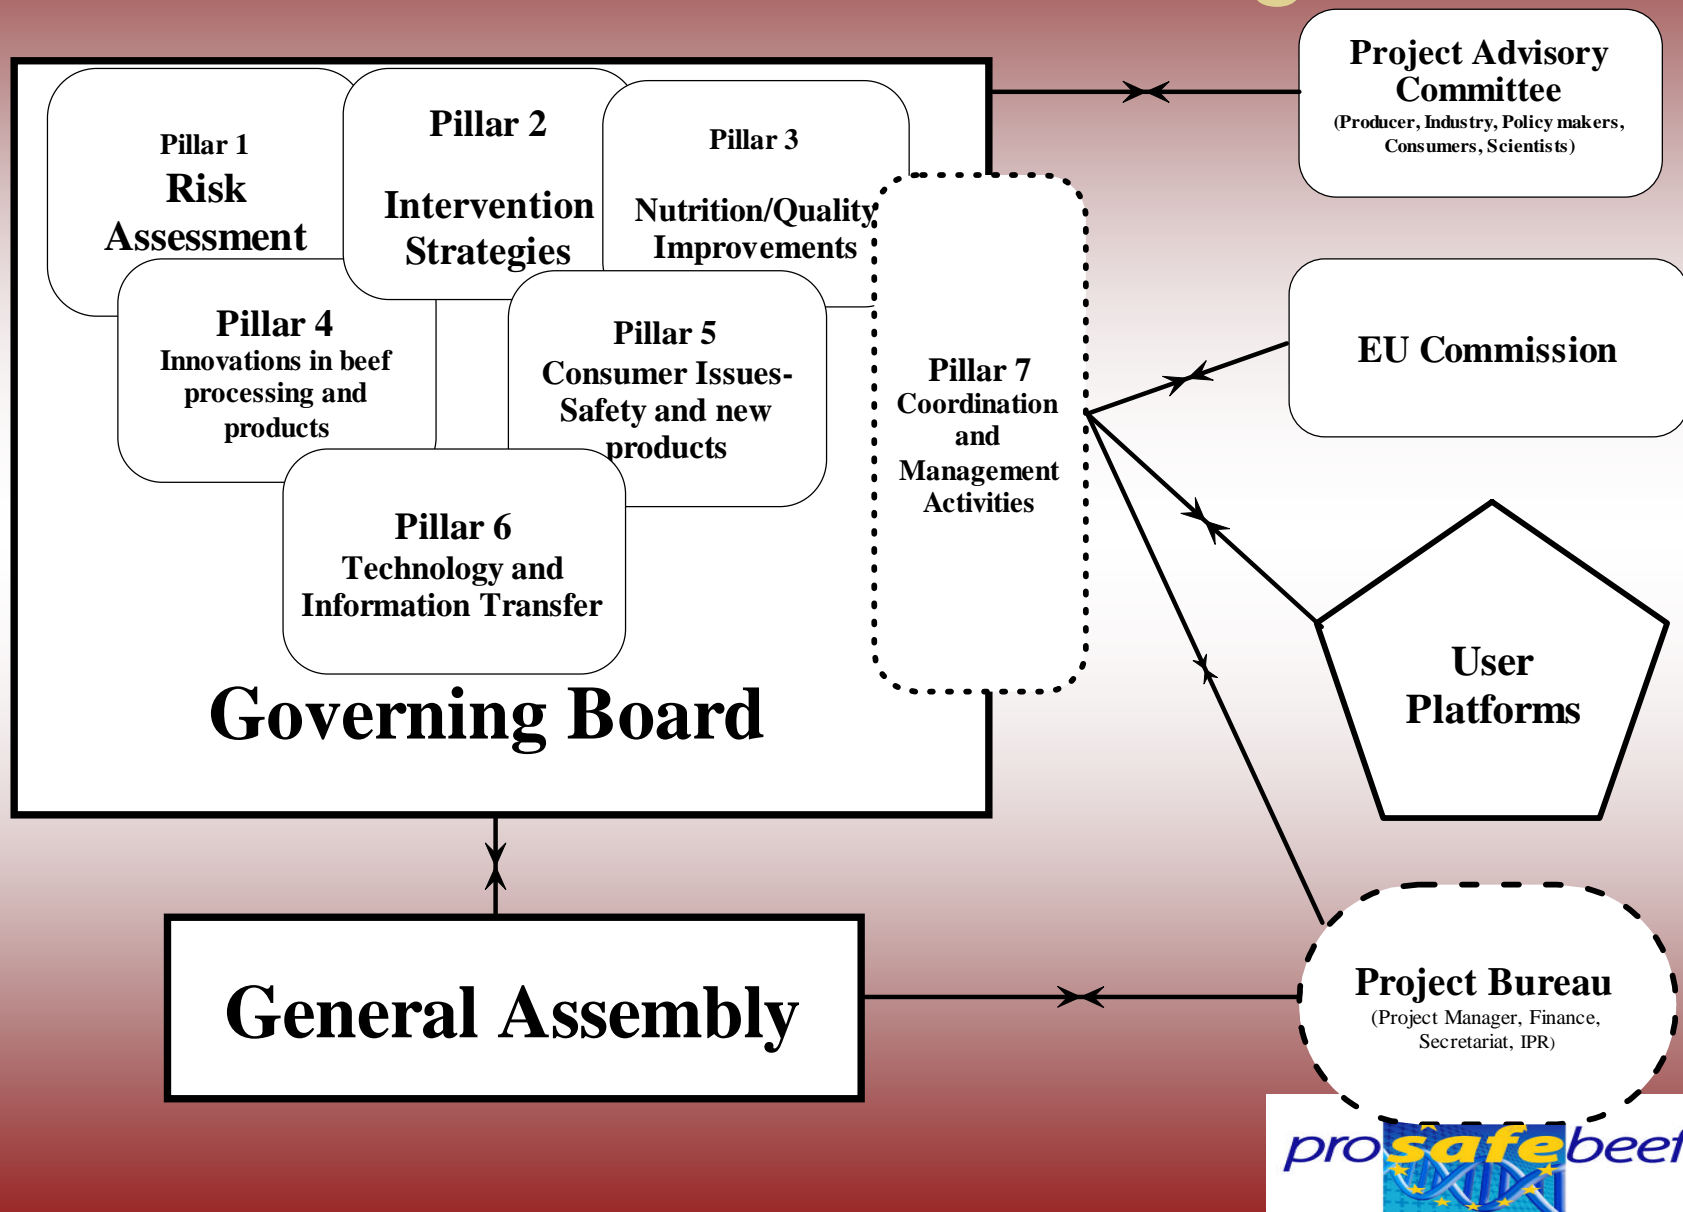 Pillar 1
Risk
Assessment
Pillar 2
Intervention
Strategies
Pillar 3
Nutrition/Quality
Improvements
Pillar 4
Innovations in beef
processing and
products
Pillar 5
Consumer Issues-
Safety and new
products
Pillar 6
Technology and
Information Transfer
Pillar 7
Coordination
and
Management
Activities
Governing Board
General Assembly
Project Advisory
Committee
(Producer, Industry, Policy makers,
Consumers, Scientists)
EU Commission
User
Platforms
Project Bureau
(Project Manager, Finance,
Secretariat, IPR)
prosafebeef